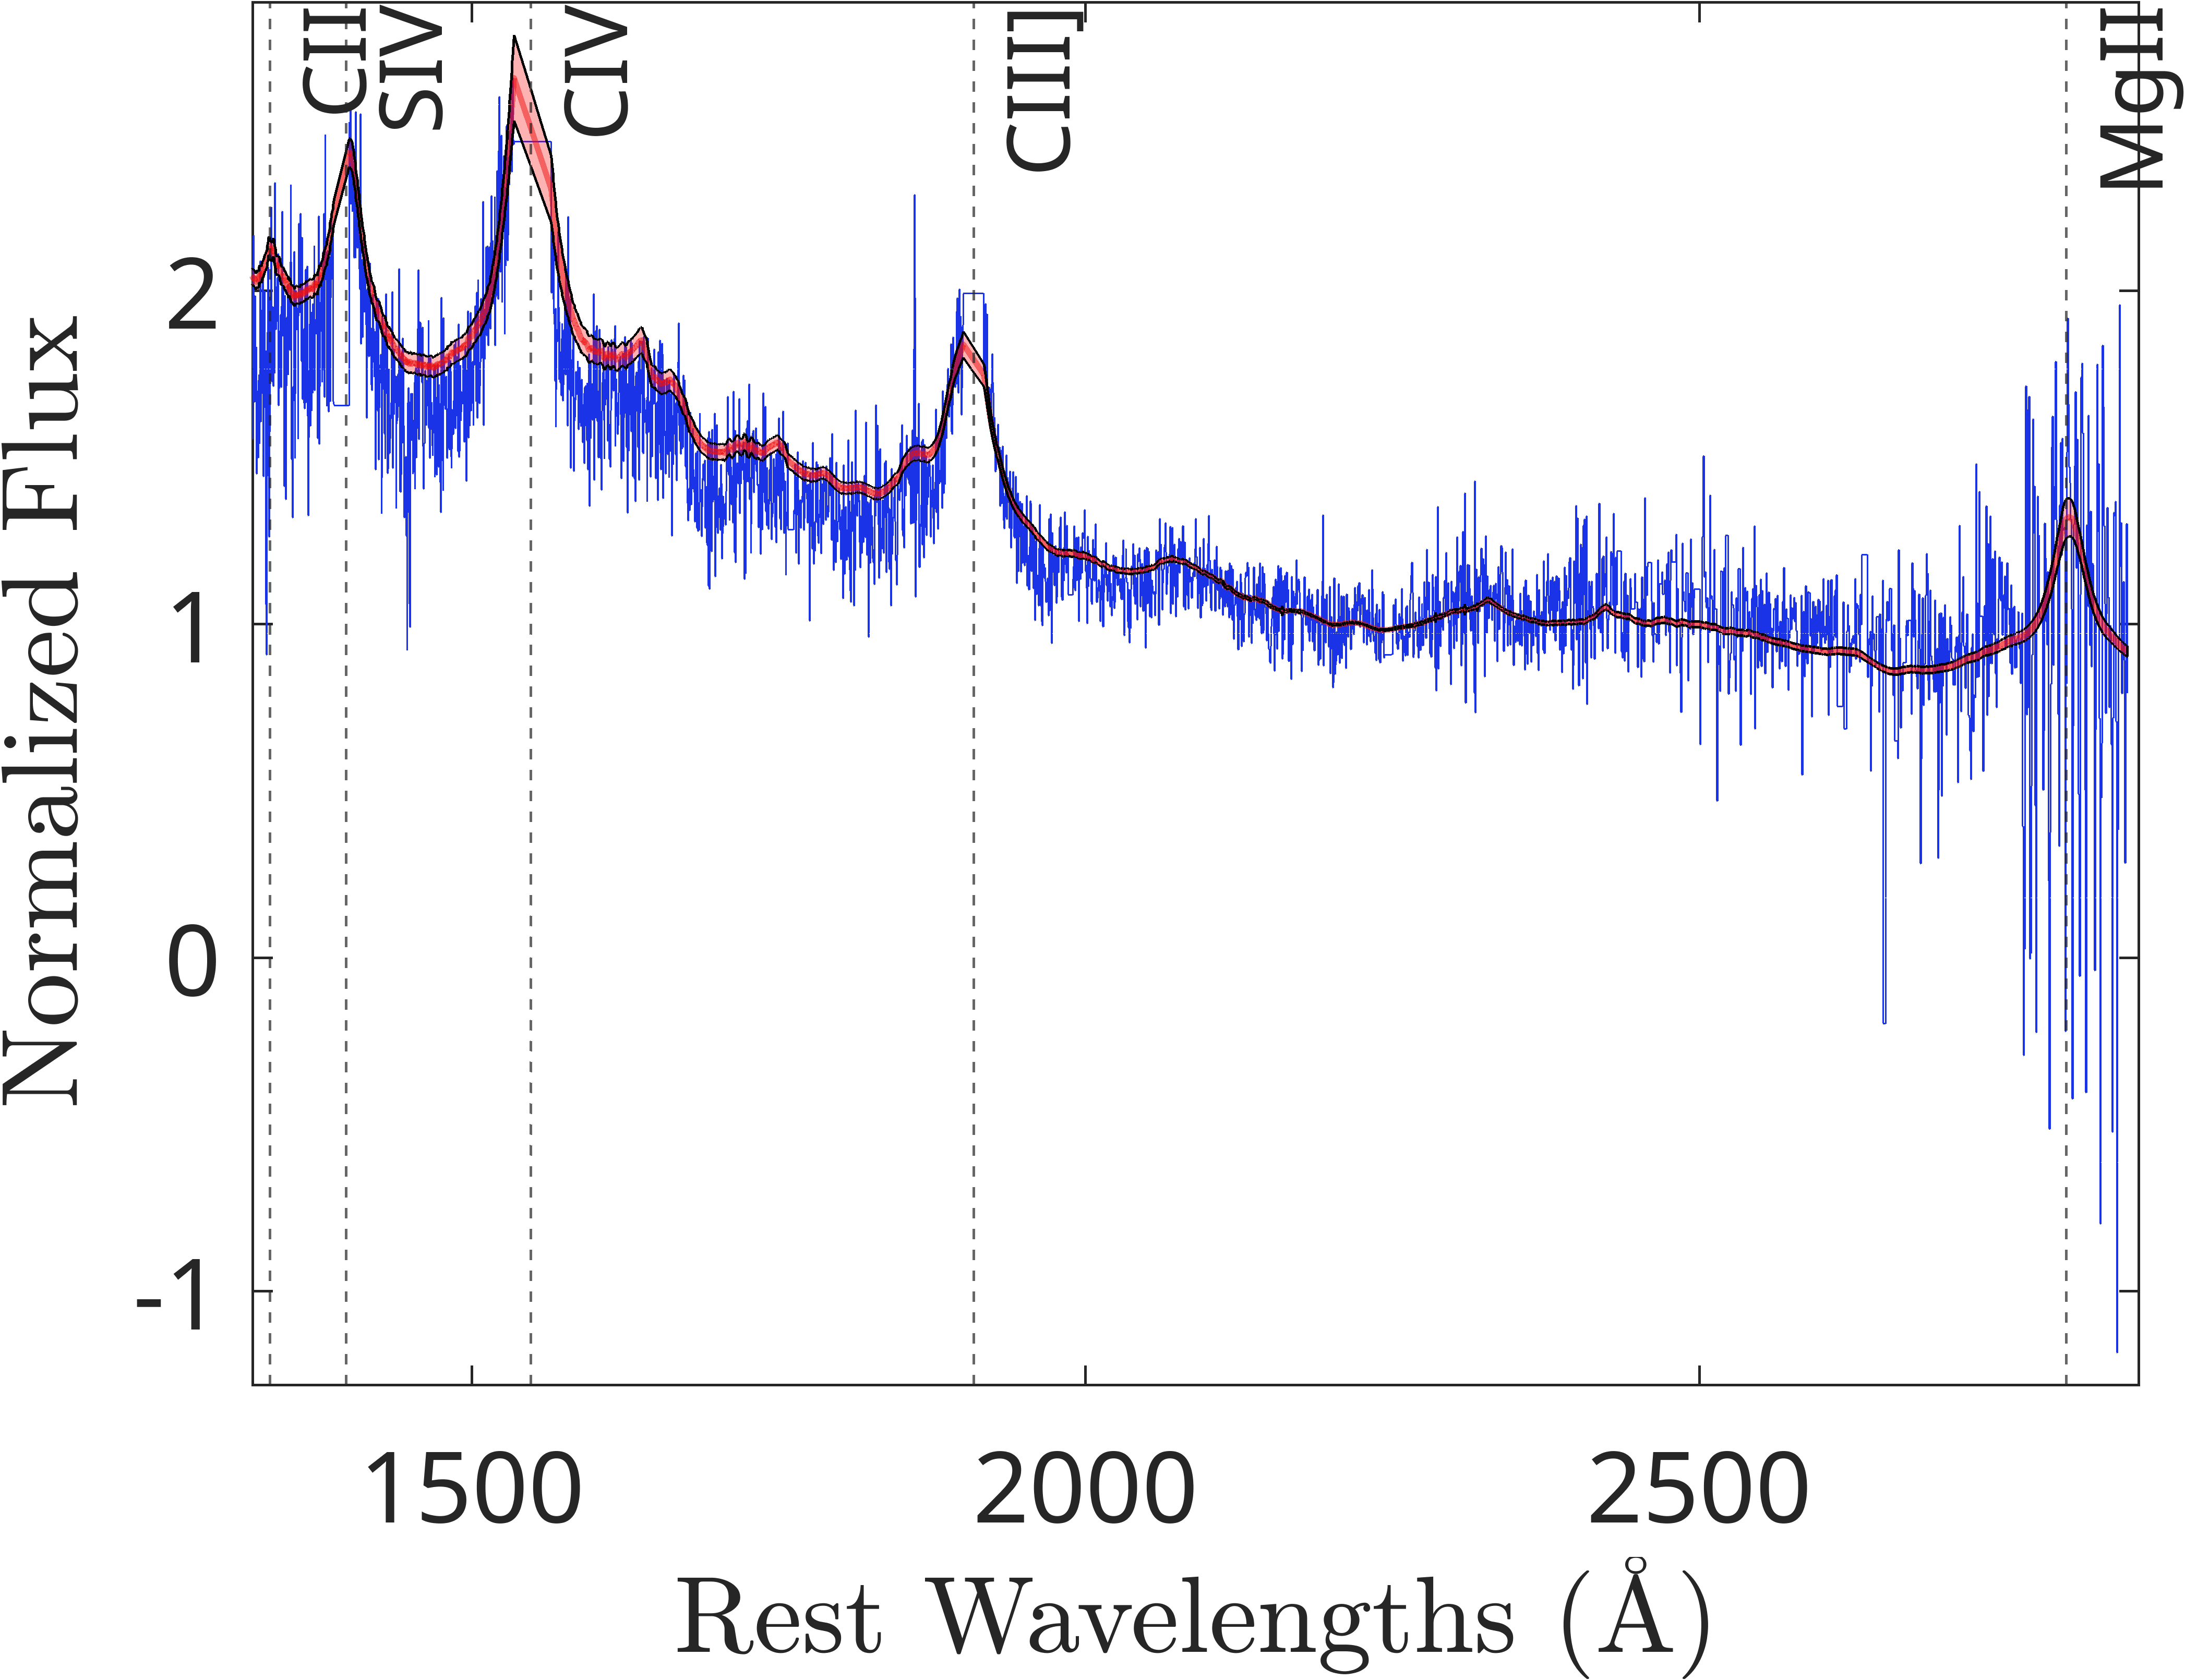 CII
SIV
CIV
CIII]
MgII
Normalized Flux
2
1
0
-1
1500
2000
2500
Rest Wavelengths (Å)